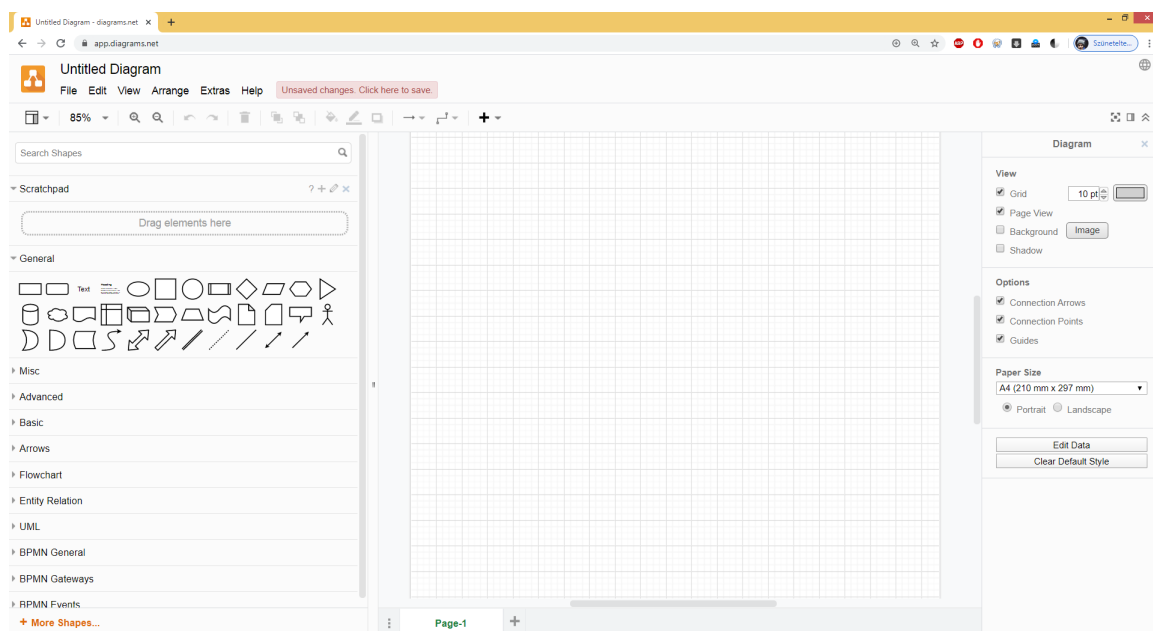 Untitled Diagram - diagrams.net
app.diagrams.net
ABP
Szünetelte...
Untitled Diagram
File Edit View Arrange Extras Help
Unsaved changes. Click here to save.
85%
Search Shapes
Scratchpad
?
Drag elements here
General
Text
Heading
Misc
Advanced
Basic
Arrows
Flowchart
Entity Relation
UML
BPMN General
BPMN Gateways
BPMN Events
+ More Shapes...
Page-1
Diagram
View
Grid 10 pt
Page View
Background Image
Shadow
Options
Connection Arrows
Connection Points
Guides
Paper Size
A4 (210 mm x 297 mm)
Portrait Landscape
Edit Data
Clear Default Style